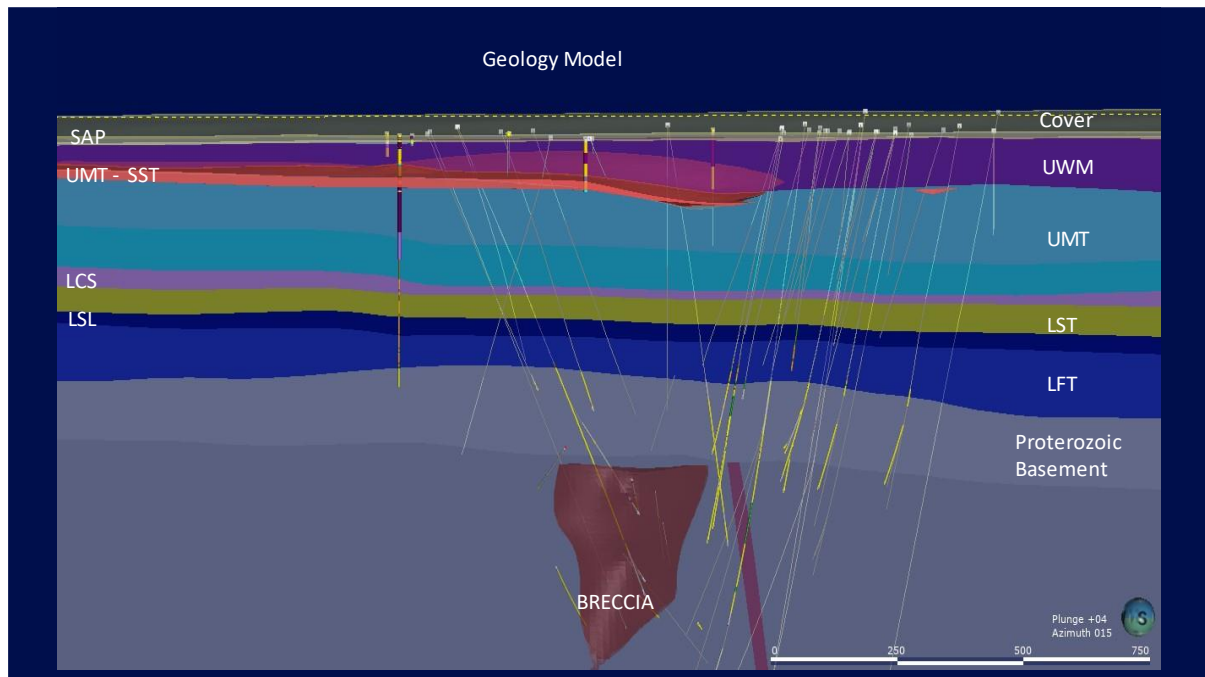 Geology Model
SAP
Cover
UMT - SST
UWM
UMT
LCS
LSL
LST
LFT
Proterozoic
Basement
BRECCIA
S
Plunge +04
Azimuth 015
0 250 500 750